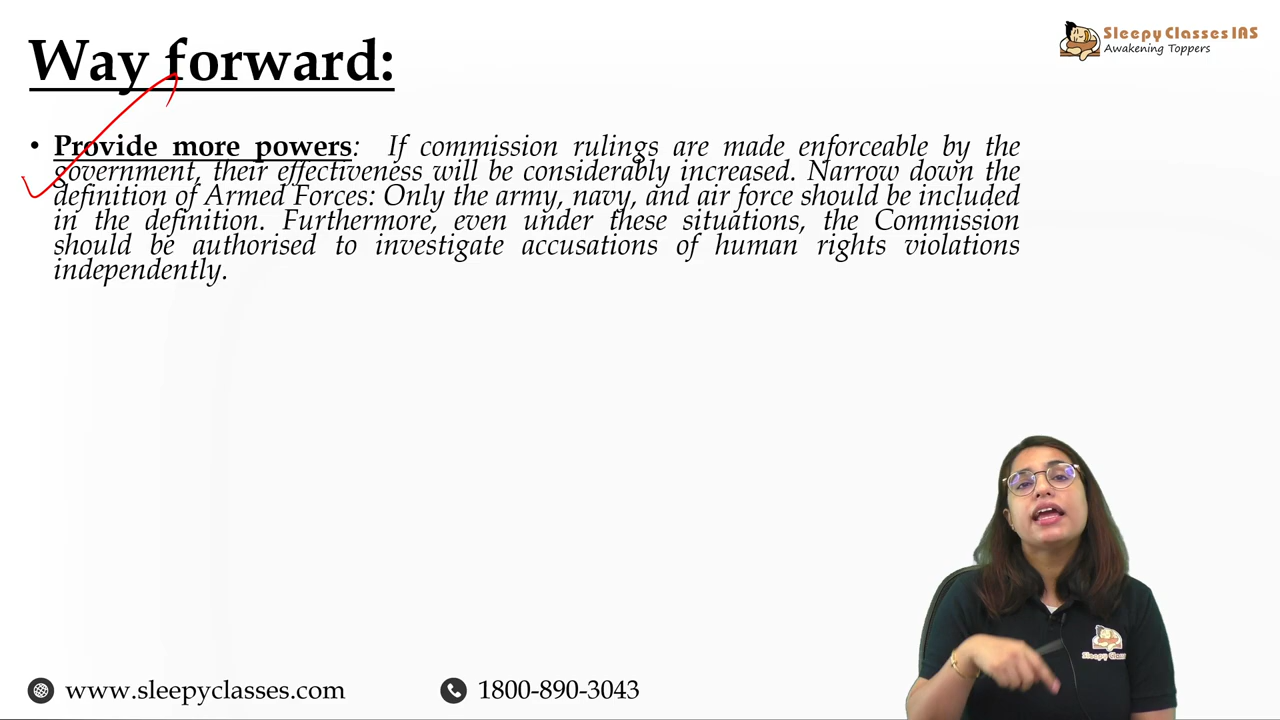 Way forward:
Sleepy Classes IAS
Awakening Toppers
• Provide more powers: If commission rulings are made enforceable by the
government, their effectiveness will be considerably increased. Narrow down the
definition of Armed Forces: Only the army, navy, and air force should be included
in the definition. Furthermore, even under these situations, the Commission
should be authorised to investigate accusations of human rights violations
independently.
Sleepy Classes
www.sleepyclasses.com
1800-890-3043